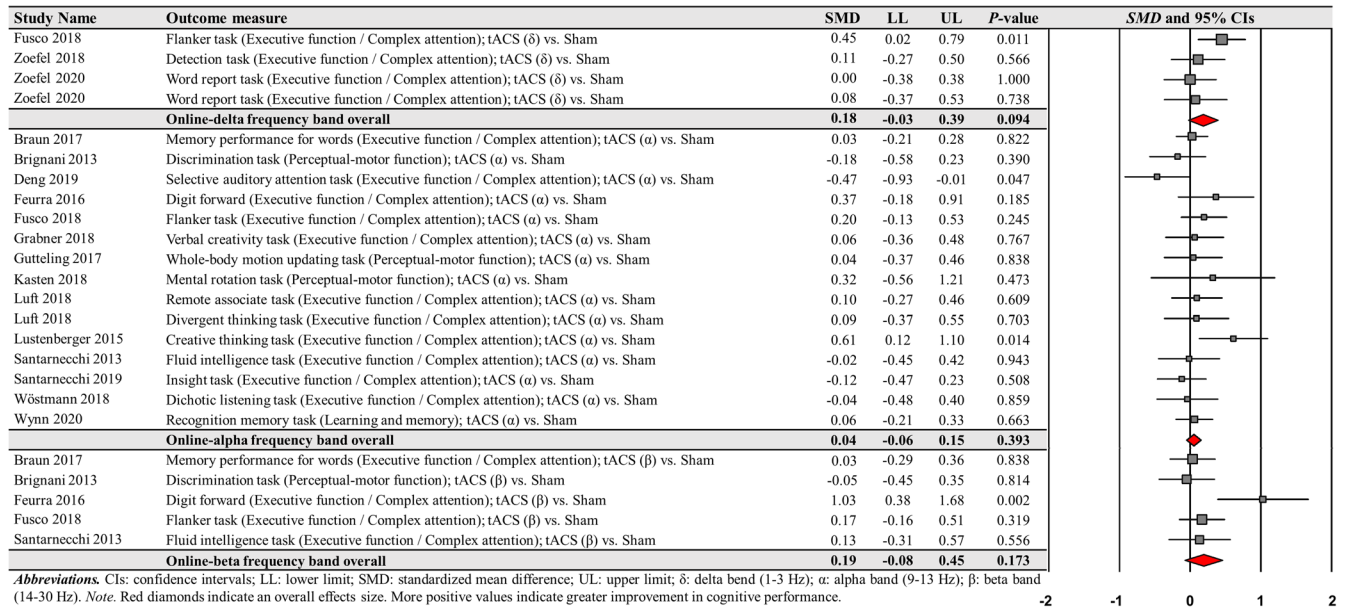 Study Name Outcome measure SMD LL UL P-value SMD and 95% CIs
Fusco 2018 Flanker task (Executive function / Complex attention); tACS (δ) vs. Sham 0.45 0.02 0.79 0.011
Zoefel 2018 Detection task (Executive function / Complex attention); tACS (δ) vs. Sham 0.11 -0.27 0.50 0.566
Zoefel 2020 Word report task (Executive function / Complex attention); tACS (δ) vs. Sham 0.00 -0.38 0.38 1.000
Zoefel 2020 Word report task (Executive function / Complex attention); tACS (δ) vs. Sham 0.08 -0.37 0.53 0.738
Online-delta frequency band overall 0.18 -0.03 0.39 0.094
Braun 2017 Memory performance for words (Executive function / Complex attention); tACS (α) vs. Sham 0.03 -0.21 0.28 0.822
Brignani 2013 Discrimination task (Perceptual-motor function); tACS (α) vs. Sham -0.18 -0.58 0.23 0.390
Deng 2019 Selective auditory attention task (Executive function / Complex attention); tACS (α) vs. Sham -0.47 -0.93 -0.01 0.047
Feurra 2016 Digit forward (Executive function / Complex attention); tACS (α) vs. Sham 0.37 -0.18 0.91 0.185
Fusco 2018 Flanker task (Executive function / Complex attention); tACS (α) vs. Sham 0.20 -0.13 0.53 0.245
Grabner 2018 Verbal creativity task (Executive function / Complex attention); tACS (α) vs. Sham 0.06 -0.36 0.48 0.767
Gutteling 2017 Whole-body motion updating task (Perceptual-motor function); tACS (α) vs. Sham 0.04 -0.37 0.46 0.838
Kasten 2018 Mental rotation task (Perceptual-motor function); tACS (α) vs. Sham 0.32 -0.56 1.21 0.473
Luft 2018 Remote associate task (Executive function / Complex attention); tACS (α) vs. Sham 0.10 -0.27 0.46 0.609
Luft 2018 Divergent thinking task (Executive function / Complex attention); tACS (α) vs. Sham 0.09 -0.37 0.55 0.703
Lustenberger 2015 Creative thinking task (Executive function / Complex attention); tACS (α) vs. Sham 0.61 0.12 1.10 0.014
Santarnecchi 2013 Fluid intelligence task (Executive function / Complex attention); tACS (α) vs. Sham -0.02 -0.45 0.42 0.943
Santarnecchi 2019 Insight task (Executive function / Complex attention); tACS (α) vs. Sham -0.12 -0.47 0.23 0.508
Wöstmann 2018 Dichotic listening task (Executive function / Complex attention); tACS (α) vs. Sham -0.04 -0.48 0.40 0.859
Wynn 2020 Recognition memory task (Learning and memory); tACS (α) vs. Sham 0.06 -0.21 0.33 0.663
Online-alpha frequency band overall 0.04 -0.06 0.15 0.393
Braun 2017 Memory performance for words (Executive function / Complex attention); tACS (β) vs. Sham 0.03 -0.29 0.36 0.838
Brignani 2013 Discrimination task (Perceptual-motor function); tACS (β) vs. Sham -0.05 -0.45 0.35 0.814
Feurra 2016 Digit forward (Executive function / Complex attention); tACS (β) vs. Sham 1.03 0.38 1.68 0.002
Fusco 2018 Flanker task (Executive function / Complex attention); tACS (β) vs. Sham 0.17 -0.16 0.51 0.319
Santarnecchi 2013 Fluid intelligence task (Executive function / Complex attention); tACS (β) vs. Sham 0.13 -0.31 0.57 0.556
Online-beta frequency band overall 0.19 -0.08 0.45 0.173
Abbreviations. CIs: confidence intervals; LL: lower limit; SMD: standardized mean difference; UL: upper limit; δ: delta bend (1-3 Hz); α: alpha band (9-13 Hz); β: beta band
(14-30 Hz). Note. Red diamonds indicate an overall effects size. More positive values indicate greater improvement in cognitive performance.
-2 -1 0 1 2